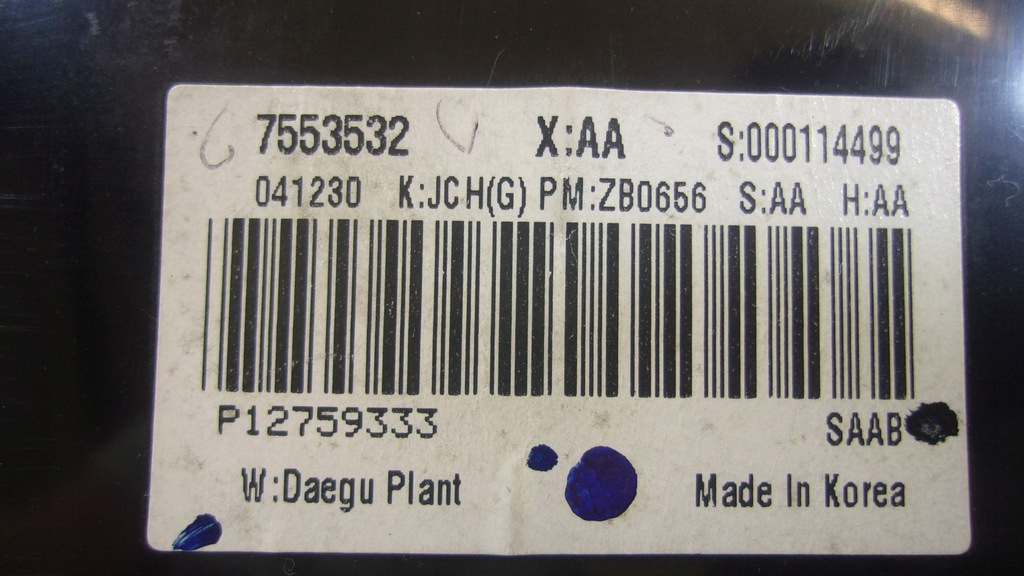 7553532 X:AA S:000114499
041230 K:JCH(G) PM:ZB0656 S:AA H:AA
P12759333 SAAB
W:Daegu Plant Made In Korea